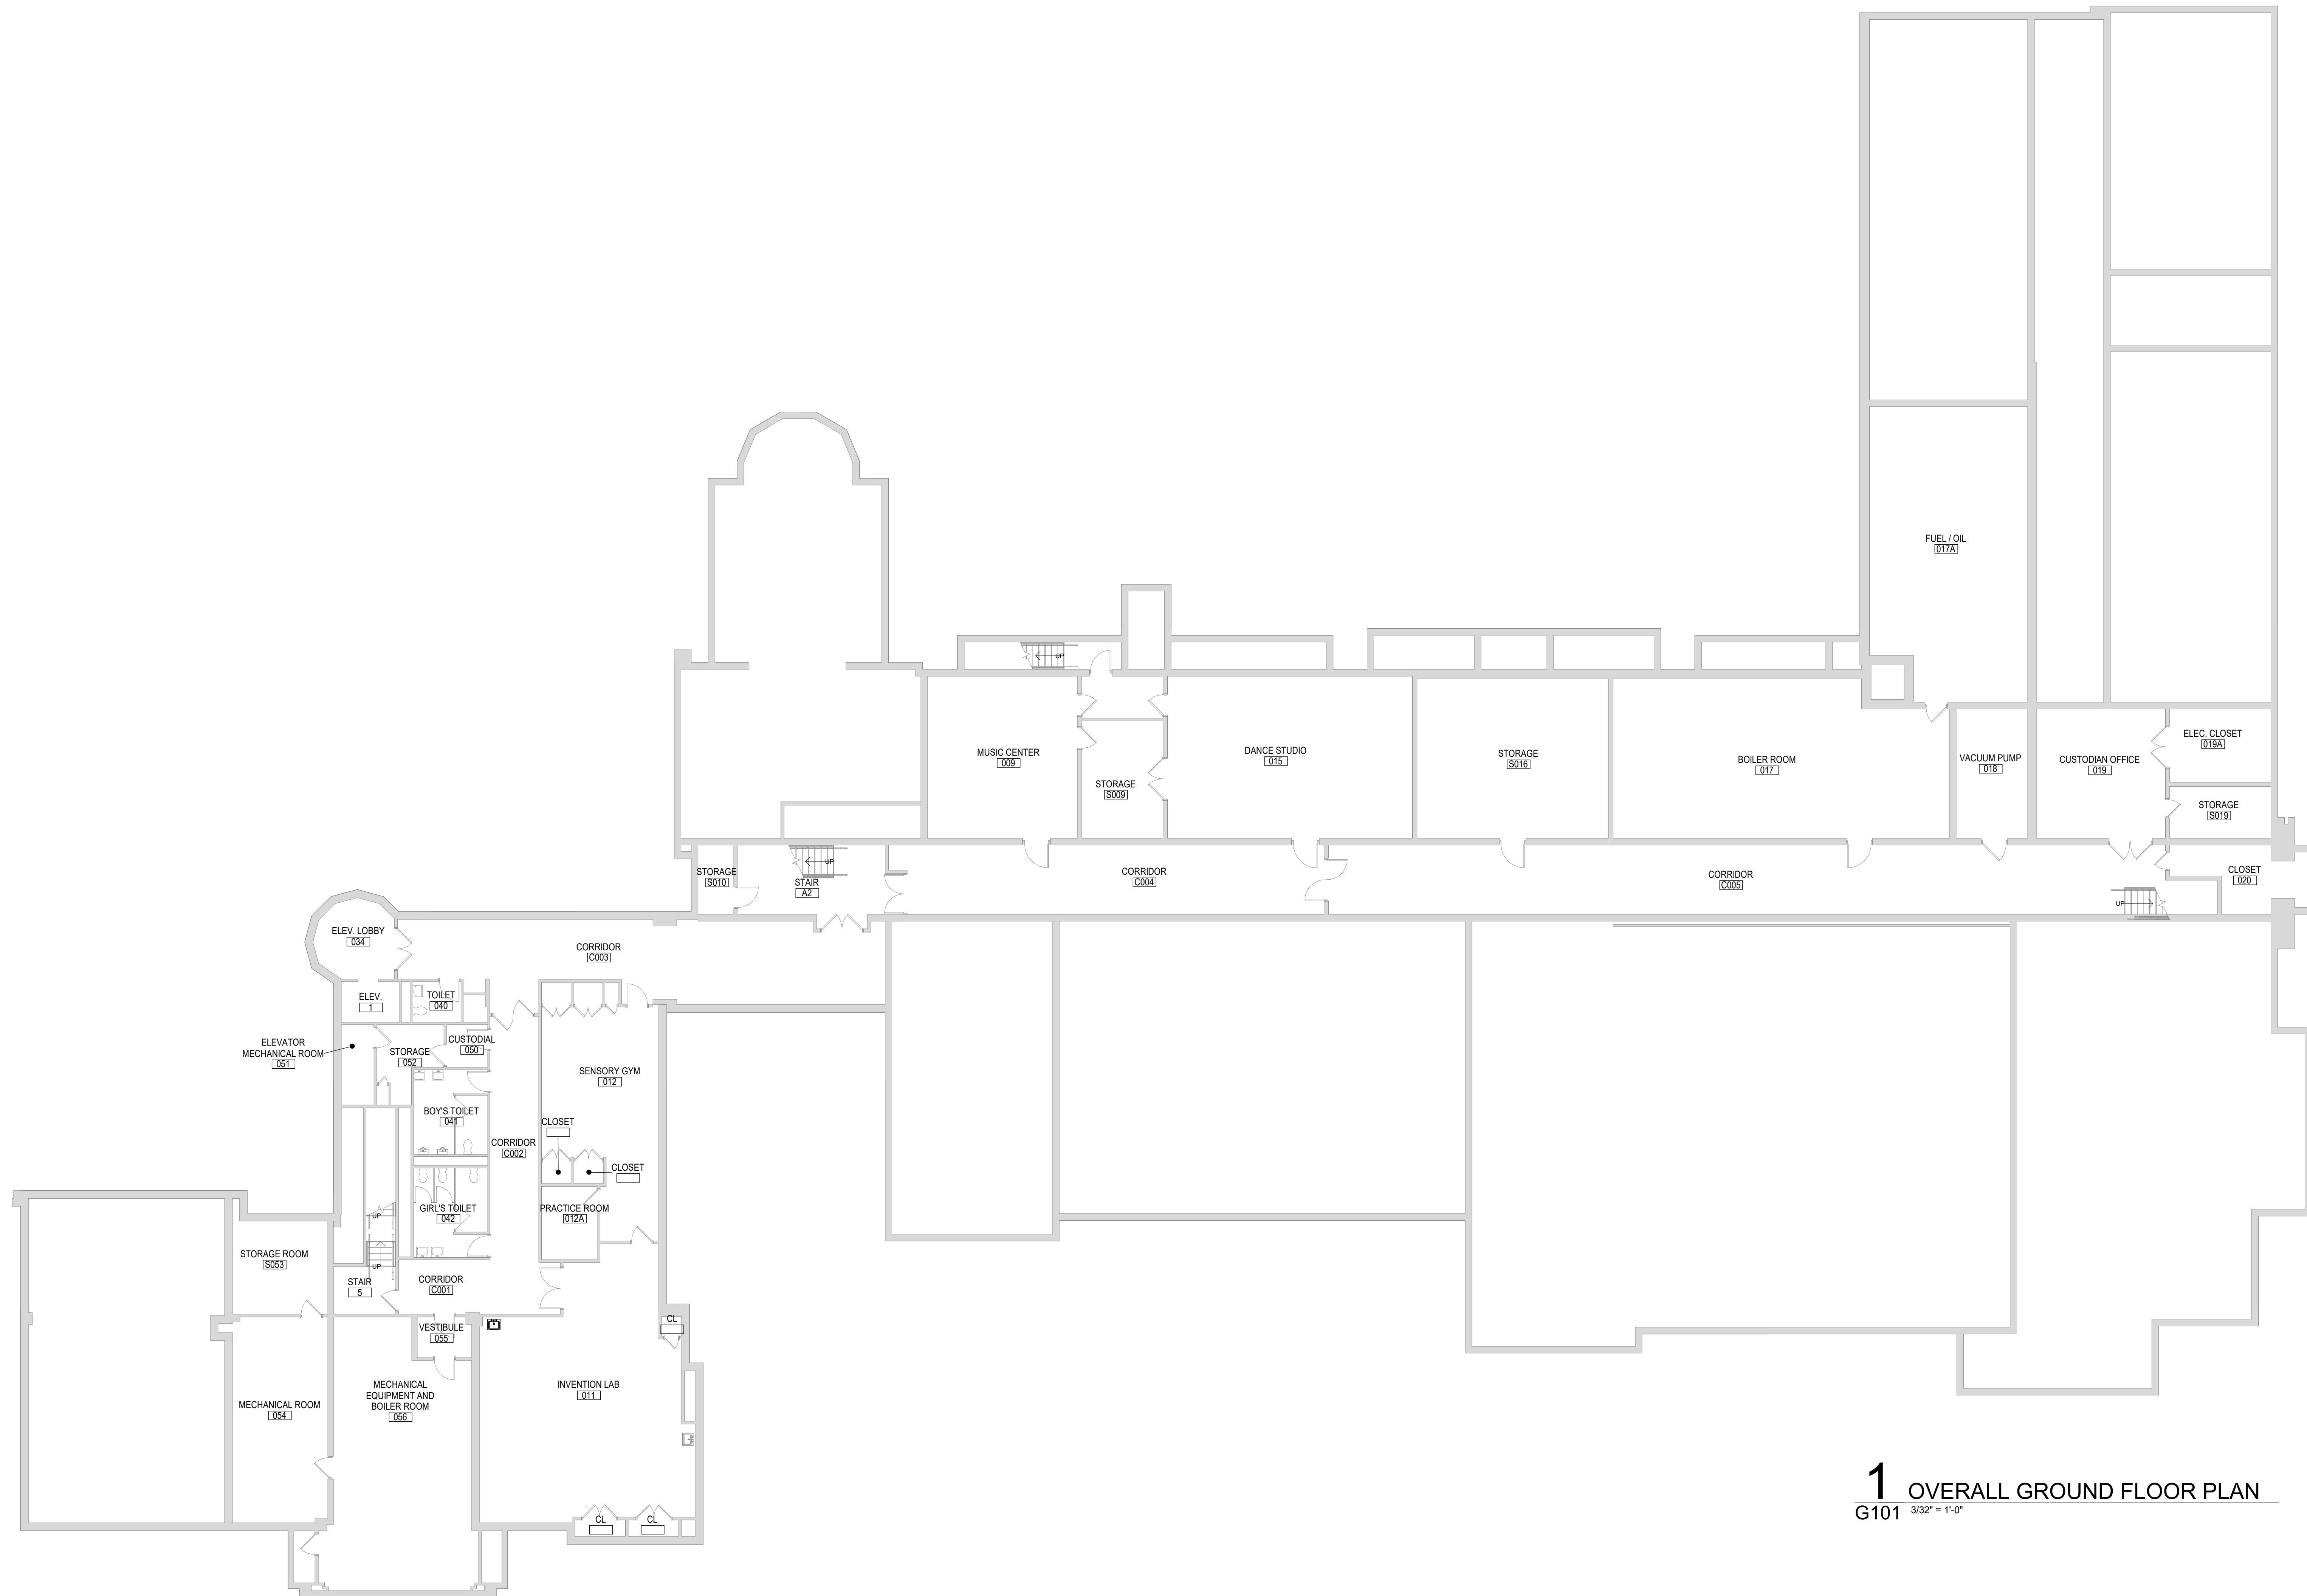 FUEL / OIL
017A
UP
MUSIC CENTER
009
STORAGE
S009
DANCE STUDIO
015
STORAGE
S016
BOILER ROOM
017
VACUUM PUMP
018
CUSTODIAN OFFICE
019
ELEC. CLOSET
019A
STORAGE
S019
STORAGE
S010
UP
STAIR
A2
CORRIDOR
C004
CORRIDOR
C005
UP
CLOSET
020
ELEV. LOBBY
034
CORRIDOR
C003
ELEV.
1
TOILET
040
ELEVATOR
MECHANICAL ROOM
051
STORAGE
052
CUSTODIAL
050
SENSORY GYM
012
BOY'S TOILET
041
CLOSET
CORRIDOR
C002
CLOSET
UP
GIRL'S TOILET
042
PRACTICE ROOM
012A
STORAGE ROOM
S053
UP
STAIR
5
CORRIDOR
C001
VESTIBULE
055
CL
MECHANICAL ROOM
054
MECHANICAL
EQUIPMENT AND
BOILER ROOM
056
INVENTION LAB
011
CL
CL
1 OVERALL GROUND FLOOR PLAN
G101 3/32" = 1'-0"